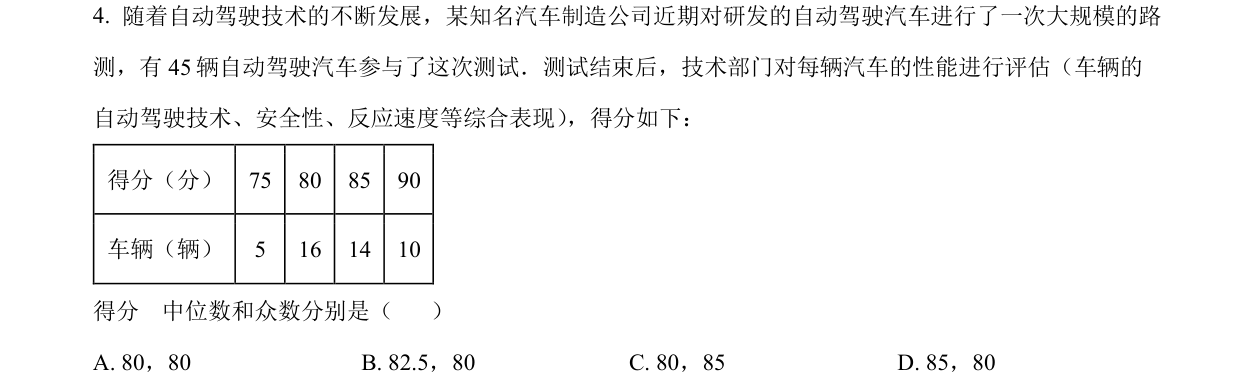 4. 随着自动驾驶技术的不断发展，某知名汽车制造公司近期对研发的自动驾驶汽车进行了一次大规模的路
测，有 45 辆自动驾驶汽车参与了这次测试．测试结束后，技术部门对每辆汽车的性能进行评估（车辆的
自动驾驶技术、安全性、反应速度等综合表现），得分如下：
得分（分） 75 80 85 90
车辆（辆） 5 16 14 10
得分 中位数和众数分别是（ ）
A. 80，80 B. 82.5，80 C. 80，85 D. 85，80